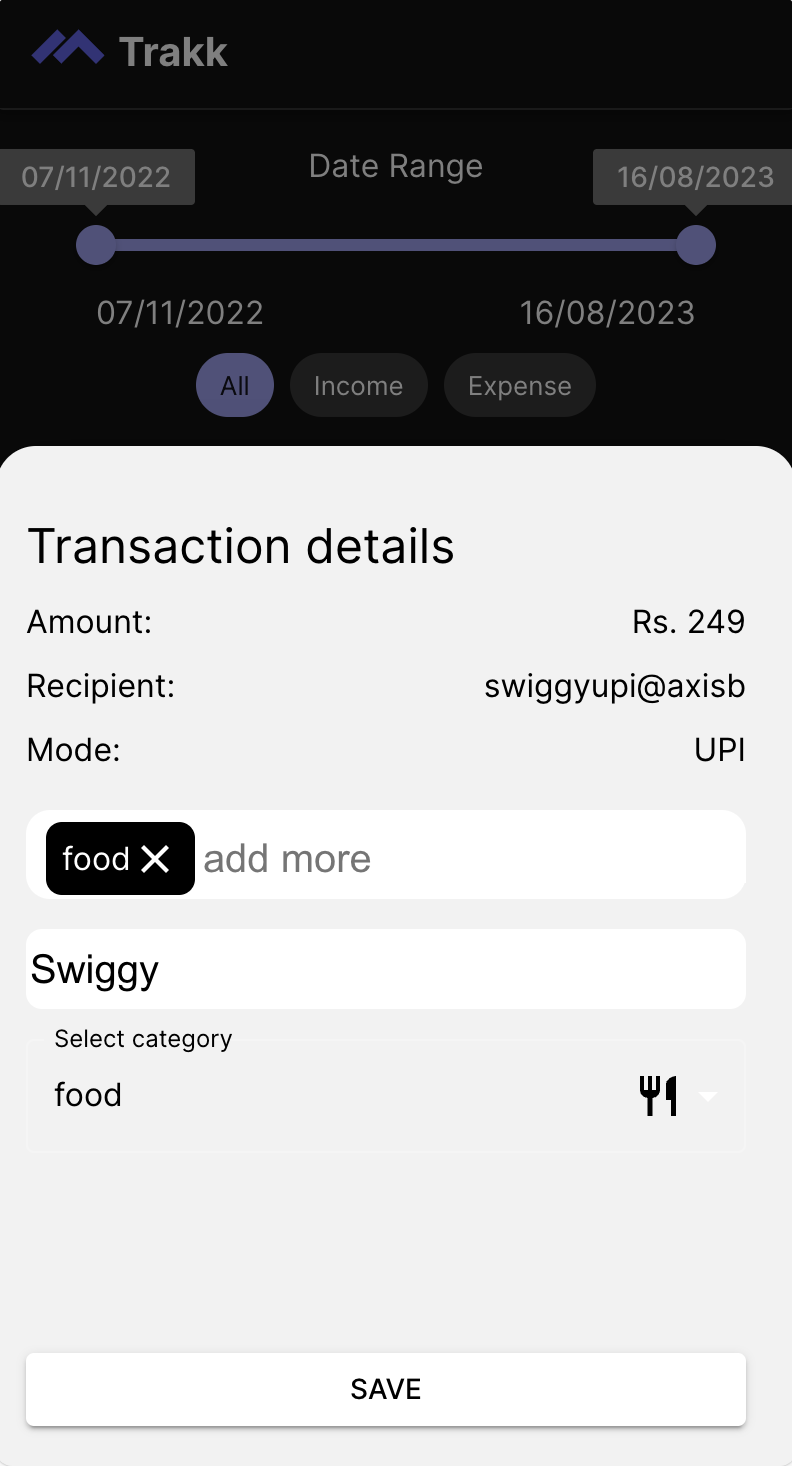 Trakk
Date Range
07/11/2022
16/08/2023
07/11/2022
16/08/2023
All
Income
Expense
Transaction details
Amount: Rs. 249
Recipient: swiggyupi@axisb
Mode: UPI
food add more
Swiggy
Select category
food
SAVE